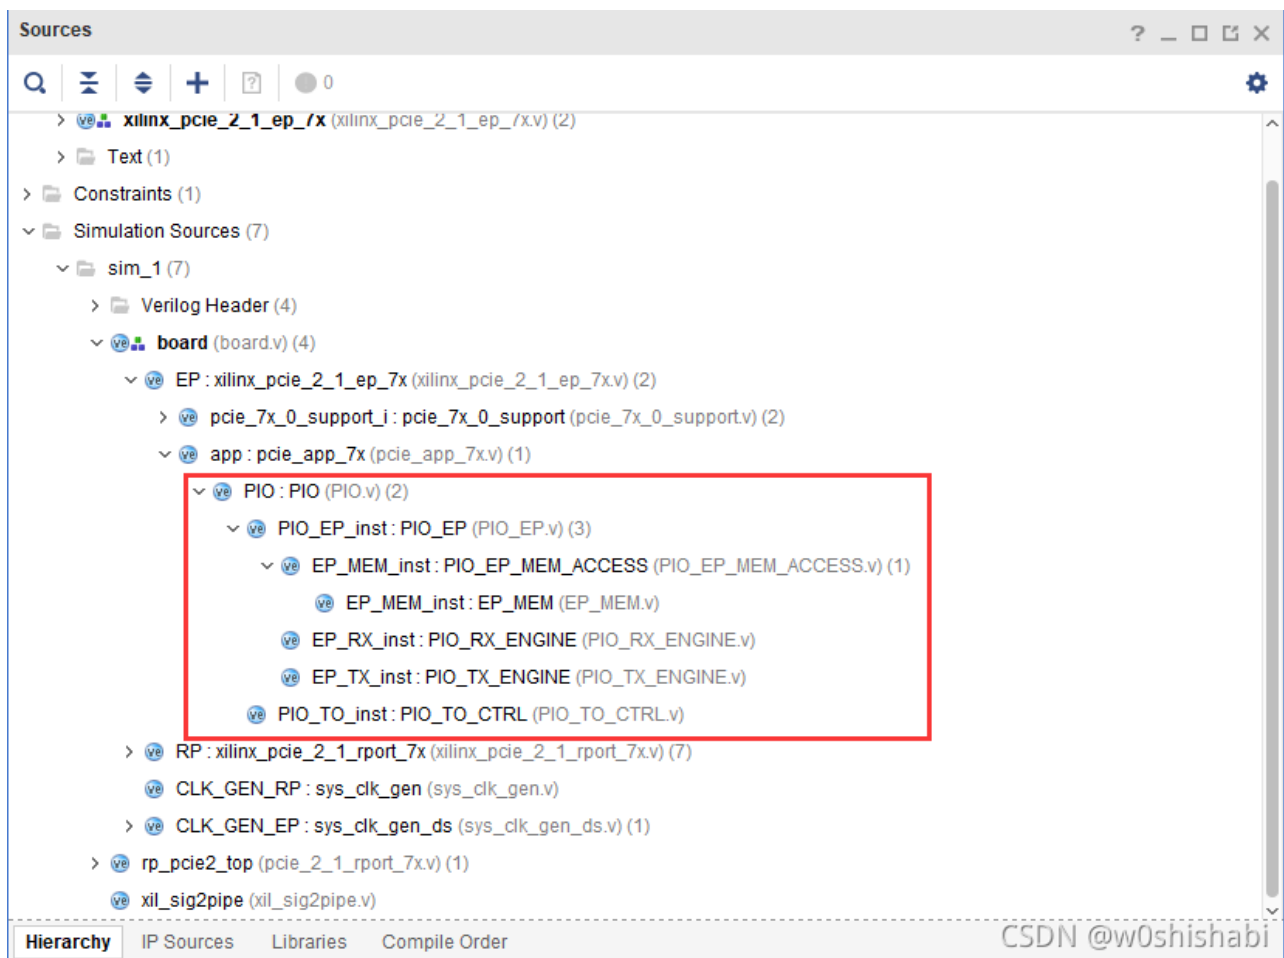 Sources
? 0
xilinx_pcie_2_1_ep_7x (xilinx_pcie_2_1_ep_7x.v) (2)
Text (1)
Constraints (1)
Simulation Sources (7)
sim_1 (7)
Verilog Header (4)
board (board.v) (4)
EP : xilinx_pcie_2_1_ep_7x (xilinx_pcie_2_1_ep_7x.v) (2)
pcie_7x_0_support_i : pcie_7x_0_support (pcie_7x_0_support.v) (2)
app : pcie_app_7x (pcie_app_7x.v) (1)
PIO : PIO (PIO.v) (2)
PIO_EP_inst : PIO_EP (PIO_EP.v) (3)
EP_MEM_inst : PIO_EP_MEM_ACCESS (PIO_EP_MEM_ACCESS.v) (1)
EP_MEM_inst : EP_MEM (EP_MEM.v)
EP_RX_inst : PIO_RX_ENGINE (PIO_RX_ENGINE.v)
EP_TX_inst : PIO_TX_ENGINE (PIO_TX_ENGINE.v)
PIO_TO_inst : PIO_TO_CTRL (PIO_TO_CTRL.v)
RP : xilinx_pcie_2_1_rport_7x (xilinx_pcie_2_1_rport_7x.v) (7)
CLK_GEN_RP : sys_clk_gen (sys_clk_gen.v)
CLK_GEN_EP : sys_clk_gen_ds (sys_clk_gen_ds.v) (1)
rp_pcie2_top (pcie_2_1_rport_7x.v) (1)
xil_sig2pipe (xil_sig2pipe.v)
Hierarchy IP Sources Libraries Compile Order
CSDN @w0shishabi